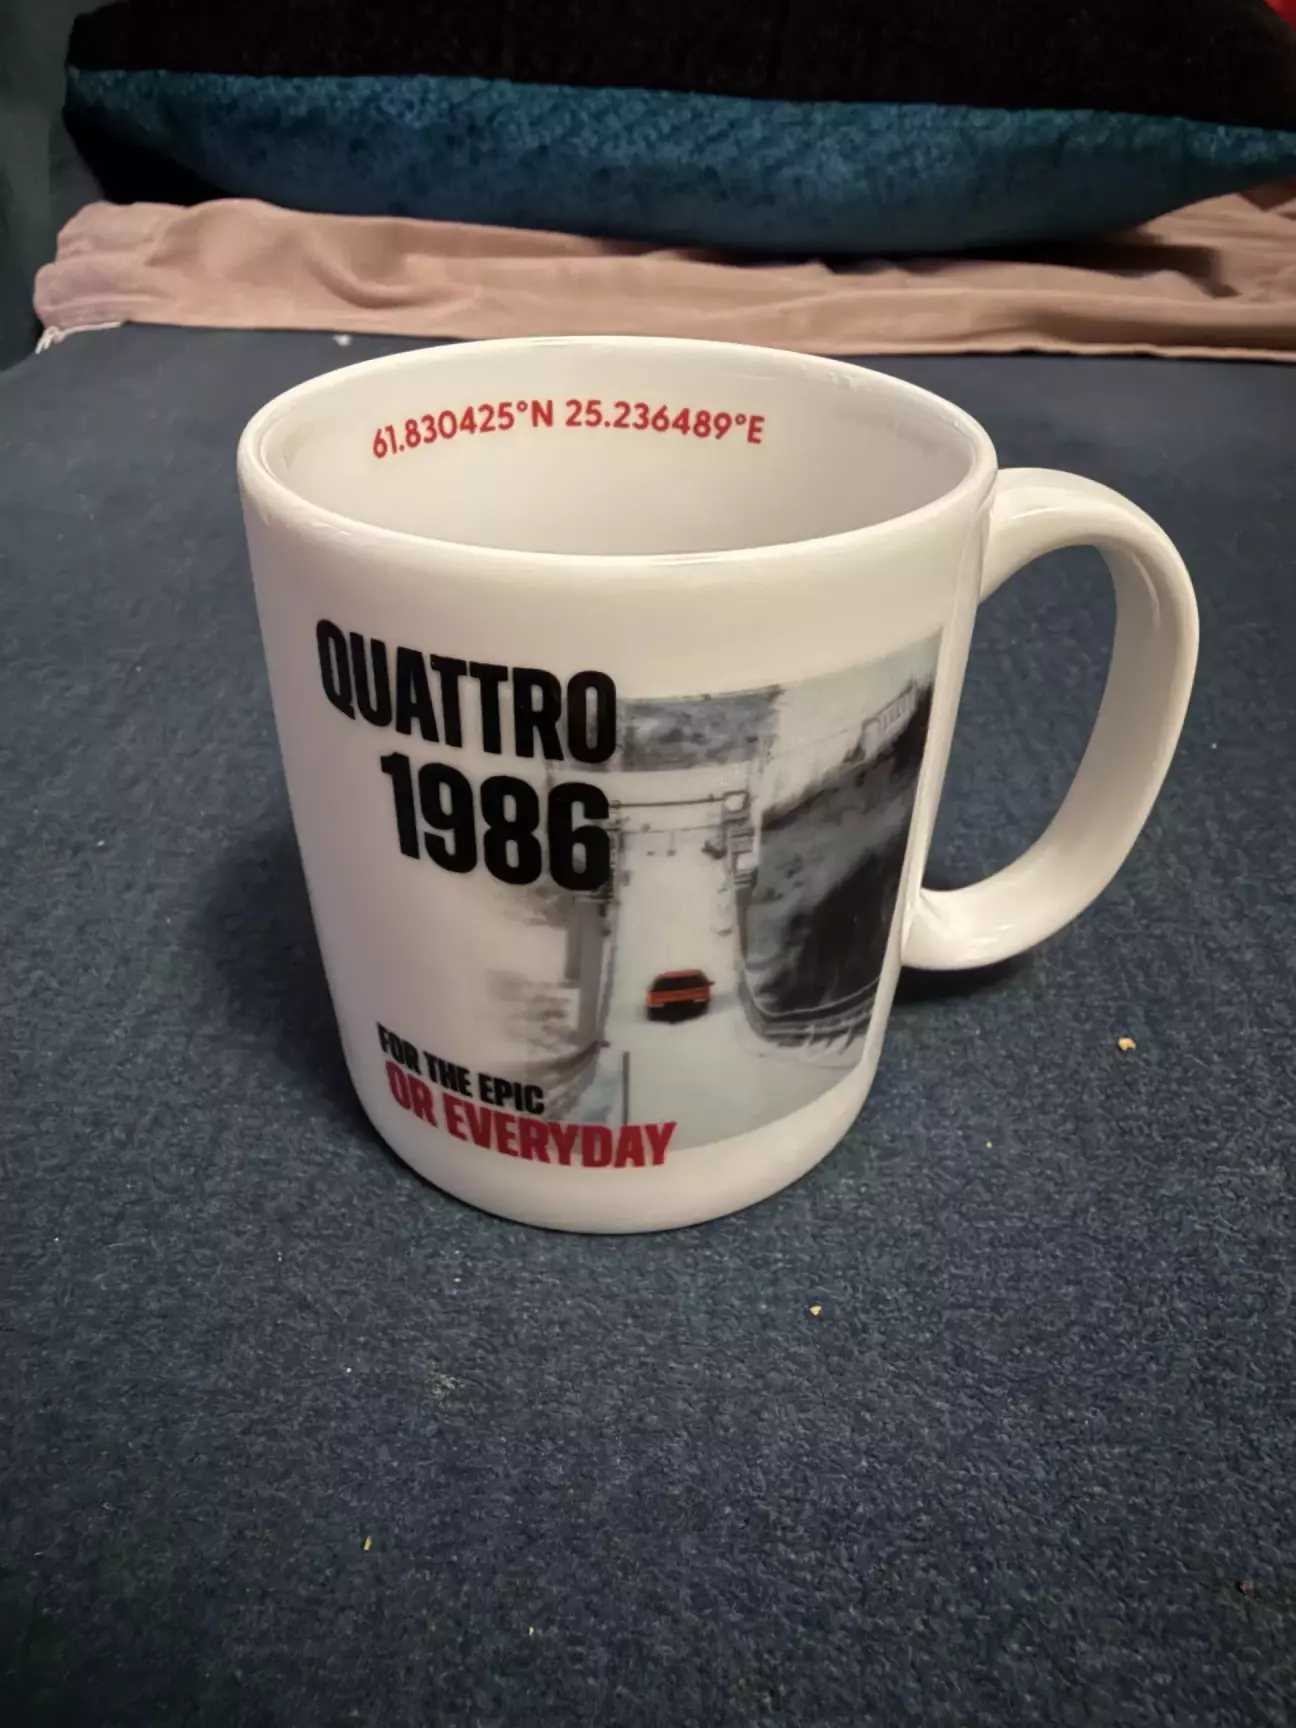 61.830425°N 25.236489°E
QUATTRO
1986
FOR THE EPIC
OR EVERYDAY